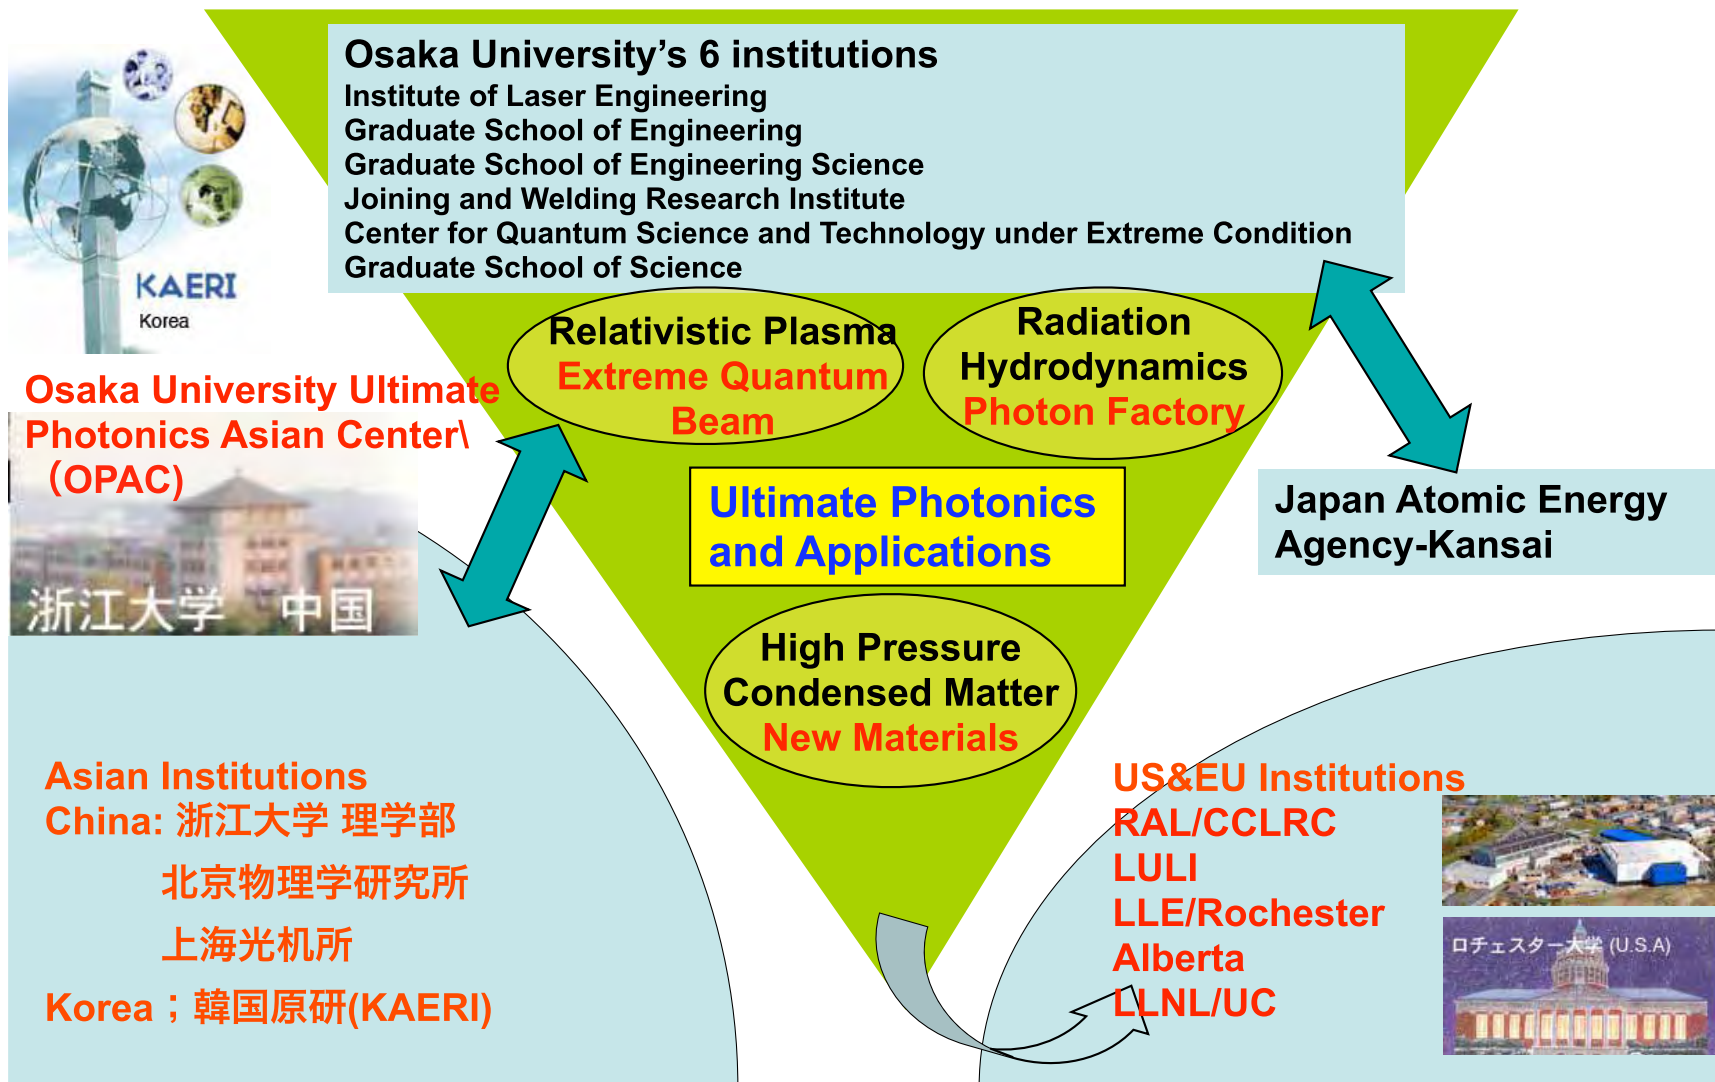 Osaka University’s 6 institutions
Institute of Laser Engineering
Graduate School of Engineering
Graduate School of Engineering Science
Joining and Welding Research Institute
Center for Quantum Science and Technology under Extreme Condition
Graduate School of Science
KAERI
Korea
Relativistic Plasma
Extreme Quantum
Beam
Radiation
Hydrodynamics
Photon Factory
Osaka University Ultimate
Photonics Asian Center\
（OPAC)
浙江大学 中国
Ultimate Photonics
and Applications
Japan Atomic Energy
Agency-Kansai
High Pressure
Condensed Matter
New Materials
Asian Institutions
China: 浙江大学 理学部
北京物理学研究所
上海光机所
Korea；韓国原研(KAERI)
US&EU Institutions
RAL/CCLRC
LULI
LLE/Rochester
Alberta
LLNL/UC
ロチェスター大学 (U.S.A)